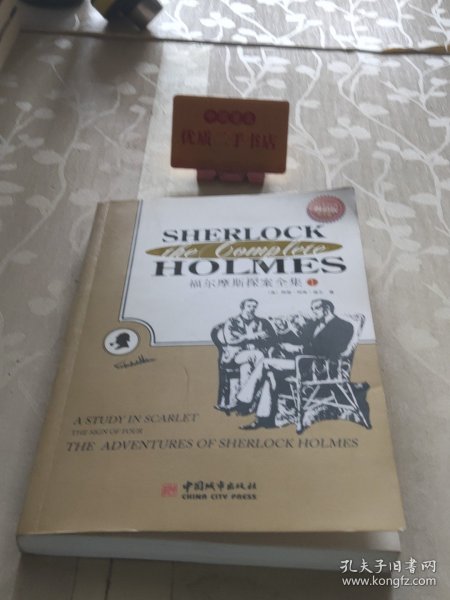 优质二手书店
SHERLOCK
the Complete
HOLMES
福尔摩斯探案全集 1
A STUDY IN SCARLET
THE SIGN OF FOUR
THE ADVENTURES OF SHERLOCK HOLMES
中国城市出版社
CHINA CITY PRESS
孔夫子旧书网
www.kongfz.com